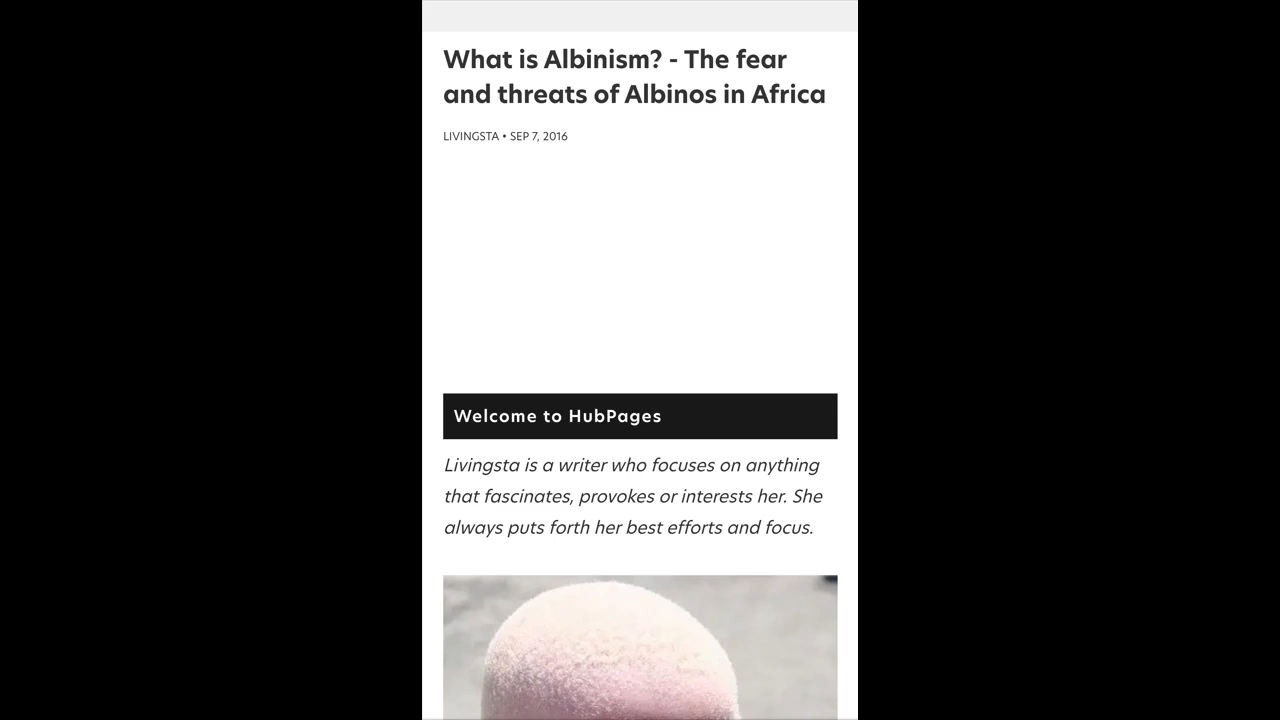 What is Albinism? - The fear
and threats of Albinos in Africa
LIVINGSTA • SEP 7, 2016
Welcome to HubPages
Livingsta is a writer who focuses on anything
that fascinates, provokes or interests her. She
always puts forth her best efforts and focus.